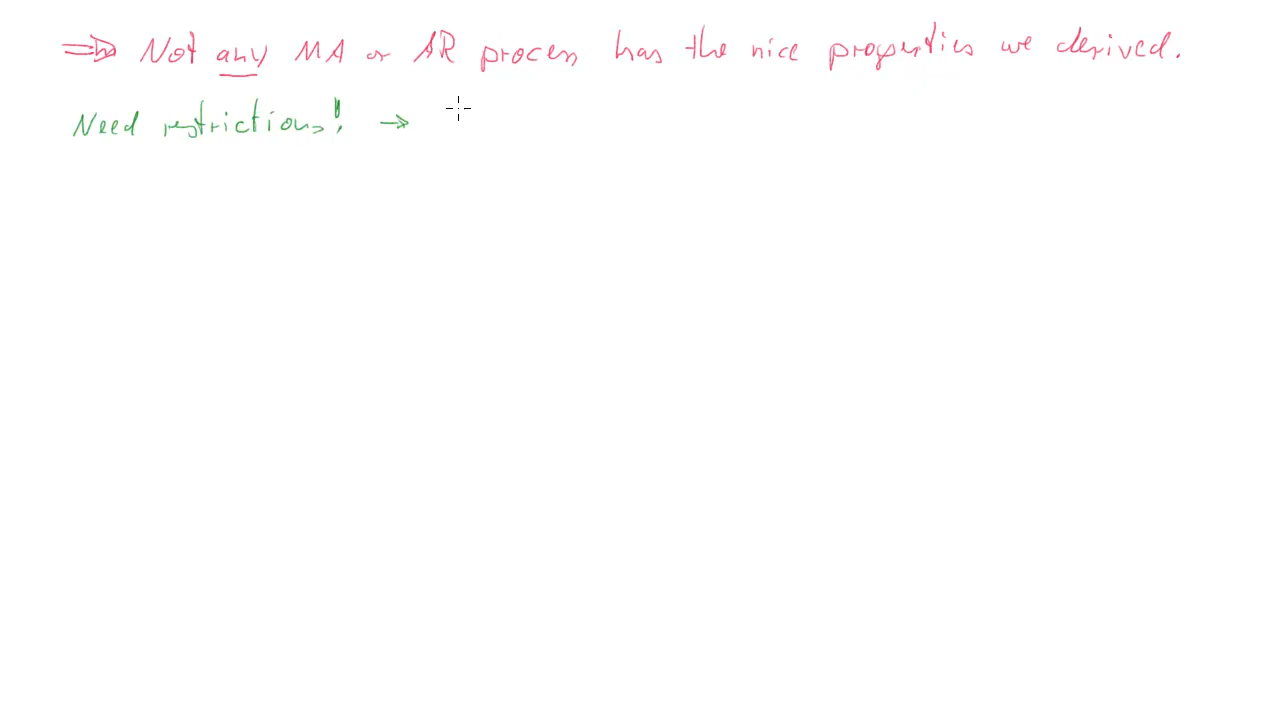 ⇒ Not any MA or AR process has the nice properties we derived.
Need restrictions! →